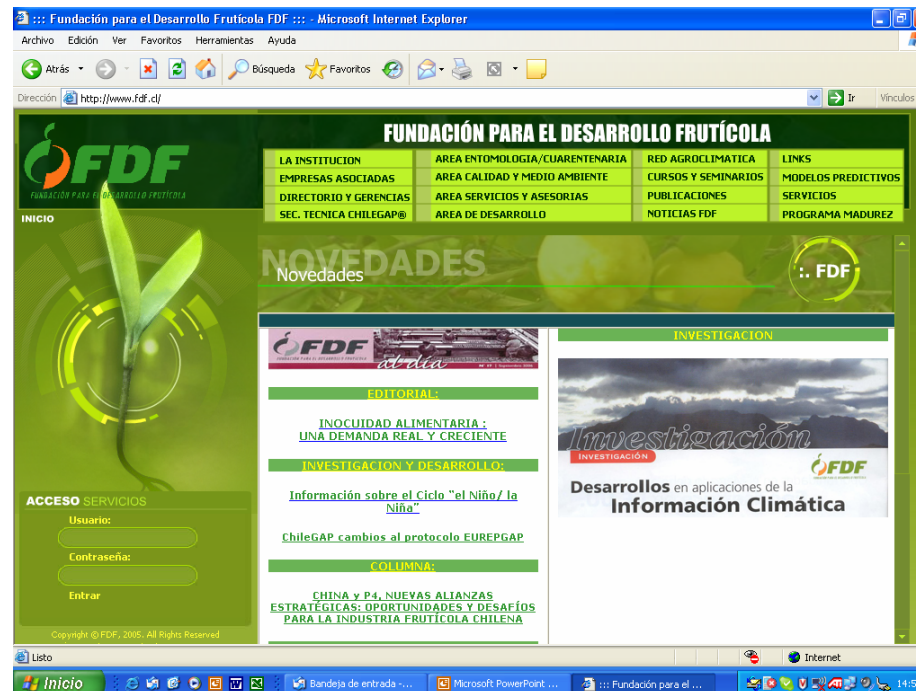 ::: Fundación para el Desarrollo Frutícola FDF ::: - Microsoft Internet Explorer
Archivo Edición Ver Favoritos Herramientas Ayuda
Atrás Búsqueda Favoritos
Dirección http://www.fdf.cl/ Ir Vínculos
FDF
FUNDACIÓN PARA EL DESARROLLO FRUTÍCOLA
FUNDACIÓN PARA EL DESARROLLO FRUTÍCOLA
LA INSTITUCION AREA ENTOMOLOGIA/CUARENTENARIA RED AGROCLIMATICA LINKS
EMPRESAS ASOCIADAS AREA CALIDAD Y MEDIO AMBIENTE CURSOS Y SEMINARIOS MODELOS PREDICTIVOS
DIRECTORIO Y GERENCIAS AREA SERVICIOS Y ASESORIAS PUBLICACIONES SERVICIOS
SEC. TECNICA CHILEGAP® AREA DE DESARROLLO NOTICIAS FDF PROGRAMA MADUREZ
INICIO
NOVEDADES
Novedades
:. FDF
FDF
al día
EDITORIAL:
INOCUIDAD ALIMENTARIA :
UNA DEMANDA REAL Y CRECIENTE
INVESTIGACION Y DESARROLLO:
Información sobre el Ciclo "el Niño/ la
Niña"
ChileGAP cambios al protocolo EUREPGAP
COLUMNA:
CHINA y P4, NUEVAS ALIANZAS
ESTRATÉGICAS: OPORTUNIDADES Y DESAFÍOS
PARA LA INDUSTRIA FRUTÍCOLA CHILENA
INVESTIGACION
Investigación
INVESTIGACIÓN
FDF
Desarrollos en aplicaciones de la
Información Climática
ACCESO SERVICIOS
Usuario:
Contraseña:
Entrar
Copyright © FDF, 2005. All Rights Reserved
Listo Internet
Inicio Bandeja de entrada -... Microsoft PowerPoint ... ::: Fundación para el ...